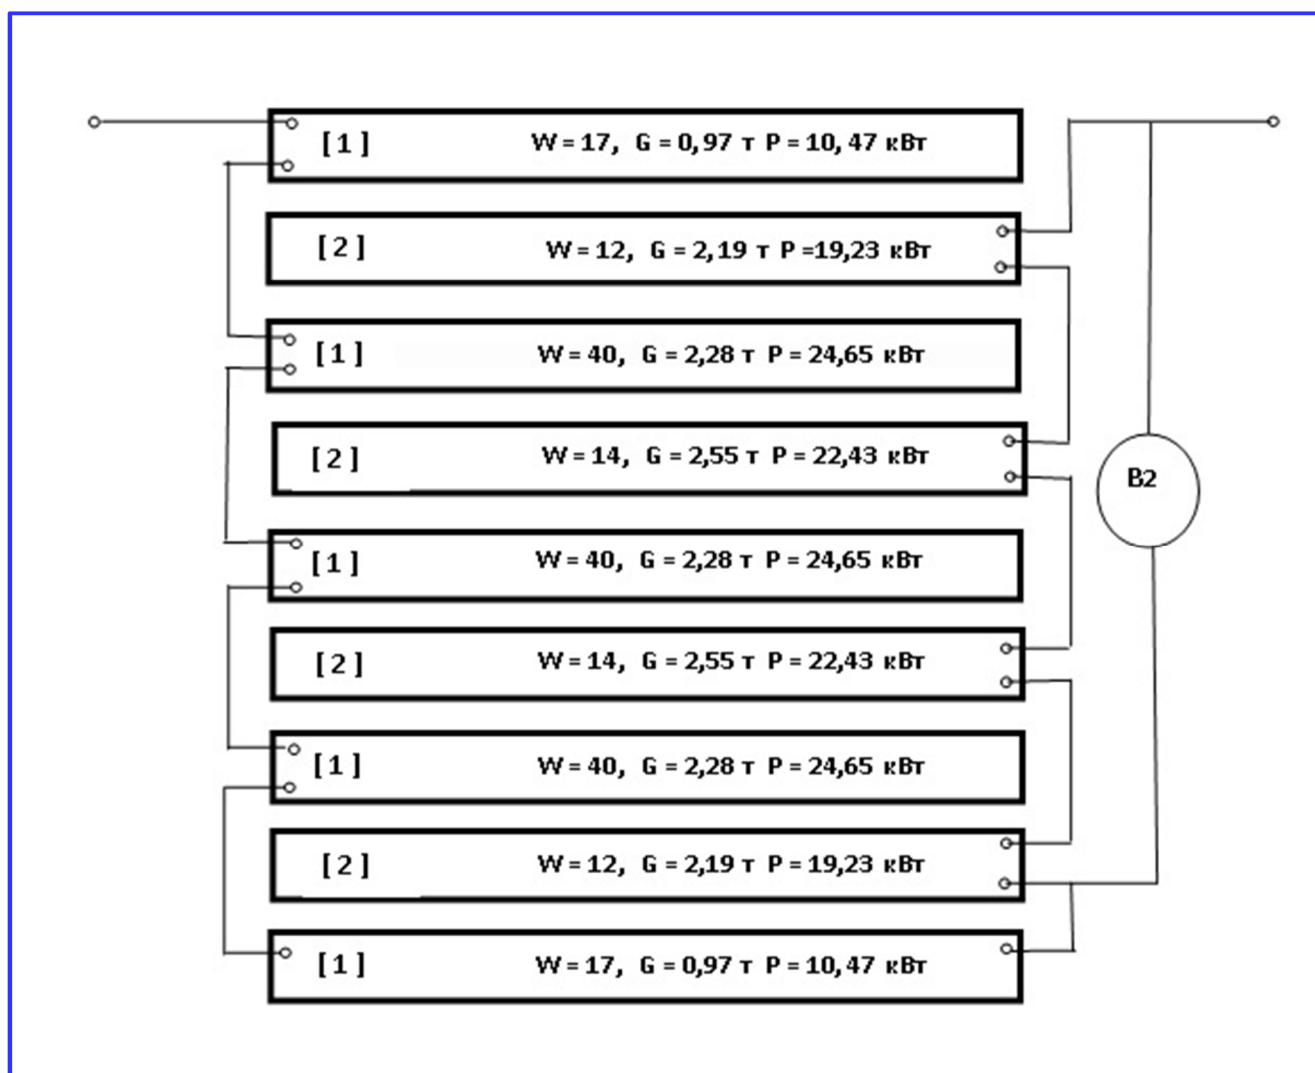 [ 1 ] W = 17, G = 0,97 т P = 10, 47 кВт
[ 2 ] W = 12, G = 2,19 т P =19,23 кВт
[ 1 ] W = 40, G = 2,28 т P = 24,65 кВт
[ 2 ] W = 14, G = 2,55 т P = 22,43 кВт
B2
[ 1 ] W = 40, G = 2,28 т P = 24,65 кВт
[ 2 ] W = 14, G = 2,55 т P = 22,43 кВт
[ 1 ] W = 40, G = 2,28 т P = 24,65 кВт
[ 2 ] W = 12, G = 2,19 т P = 19,23 кВт
[ 1 ] W = 17, G = 0,97 т P = 10,47 кВт